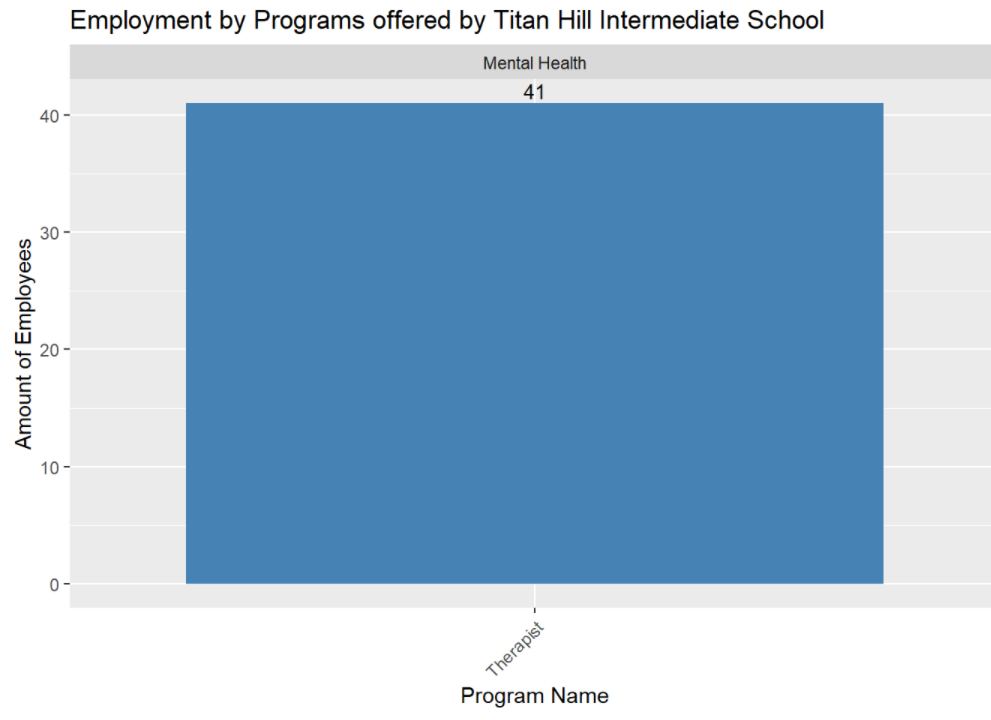 Employment by Programs offered by Titan Hill Intermediate School
Mental Health
41
40
30
20
10
0
Amount of Employees
Therapist
Program Name